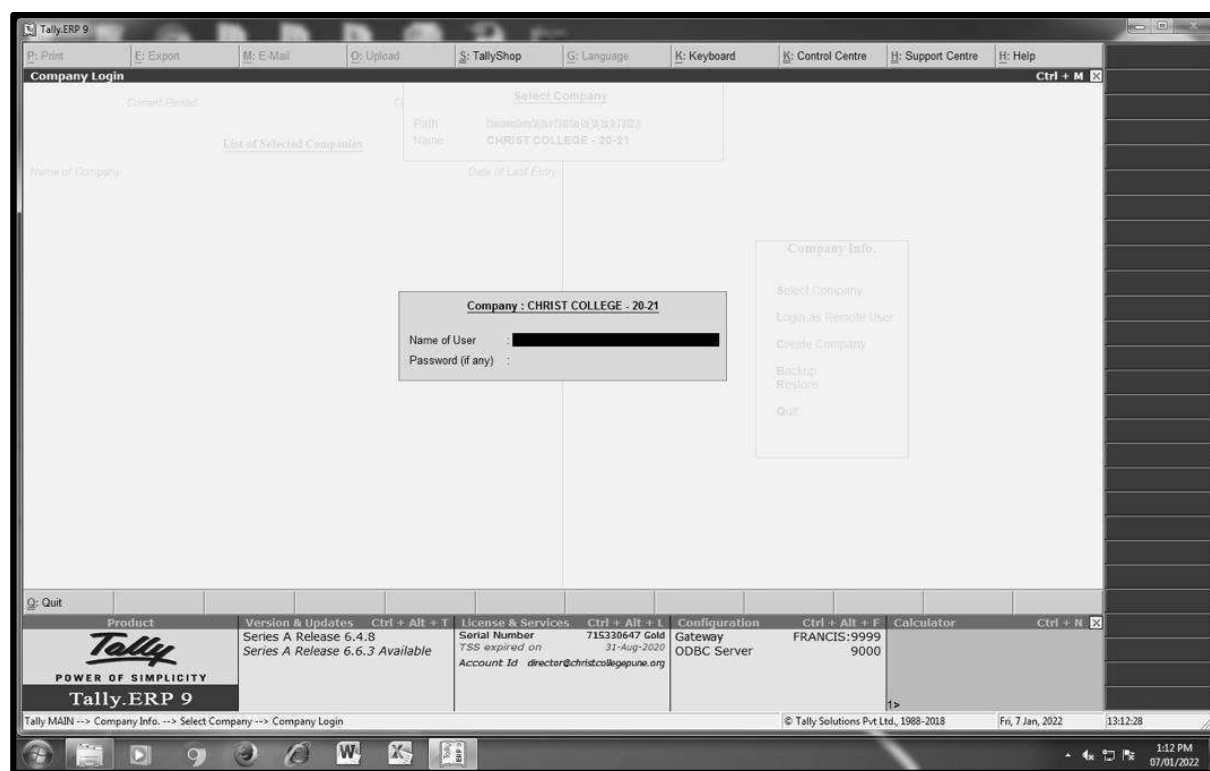 Tally.ERP 9
P: Print E: Export M: E-Mail O: Upload S: TallyShop G: Language K: Keyboard K: Control Centre H: Support Centre H: Help
Company Login Ctrl + M
Current Period
Select Company
Path
Name CHRIST COLLEGE - 20-21
List of Selected Companies
Name of Company Date of Last Entry
Company Info.
Select Company
Login as Remote User
Create Company
Backup
Restore
Quit
Company : CHRIST COLLEGE - 20-21
Name of User :
Password (if any) :
Q: Quit
Product Version & Updates Ctrl + Alt + T License & Services Ctrl + Alt + L Configuration Ctrl + Alt + F Calculator Ctrl + N
Tally
POWER OF SIMPLICITY
Tally.ERP 9
Series A Release 6.4.8
Series A Release 6.6.3 Available
Serial Number 715330647 Gold
TSS expired on 31-Aug-2020
Account Id director@christcollegepune.org
Gateway FRANCIS:9999
ODBC Server 9000
1>
Tally MAIN --> Company Info. --> Select Company --> Company Login © Tally Solutions Pvt Ltd., 1988-2018 Fri, 7 Jan, 2022 13:12:28
1:12 PM
07/01/2022